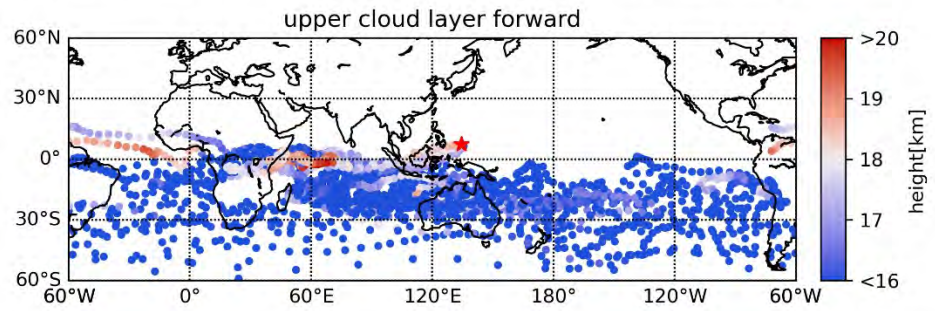 upper cloud layer forward
60°N
30°N
0°
30°S
60°S
60°W
0°
60°E
120°E
180°
120°W
60°W
>20
19
18
17
<16
height[km]